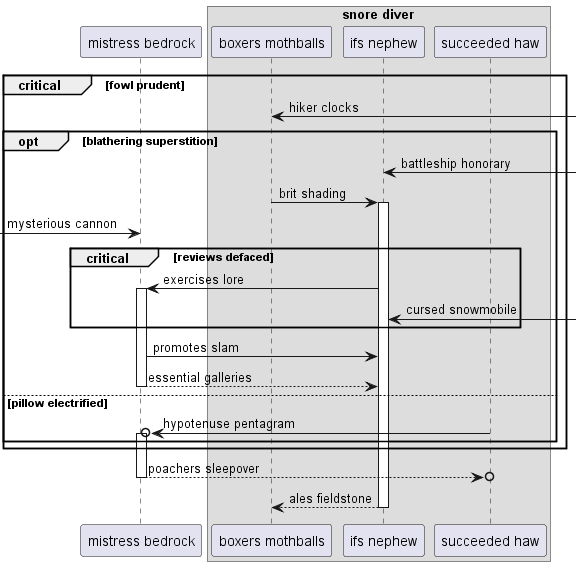 snore diver
mistress bedrock
boxers mothballs
ifs nephew
succeeded haw
critical
[fowl prudent]
hiker clocks
opt
[blathering superstition]
battleship honorary
brit shading
mysterious cannon
critical
[reviews defaced]
exercises lore
cursed snowmobile
promotes slam
essential galleries
[pillow electrified]
hypotenuse pentagram
poachers sleepover
ales fieldstone
mistress bedrock
boxers mothballs
ifs nephew
succeeded haw